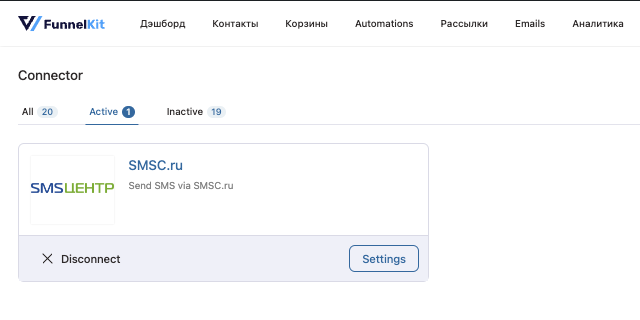 FunnelKit Дэшборд Контакты Корзины Automations Рассылки Emails Аналитика
Connector
All 20 Active 1 Inactive 19
SMSЦЕНТР
SMSC.ru
Send SMS via SMSC.ru
Disconnect Settings